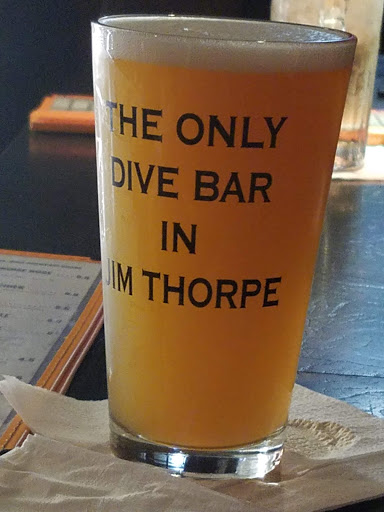 THE ONLY
DIVE BAR
IN
JIM THORPE